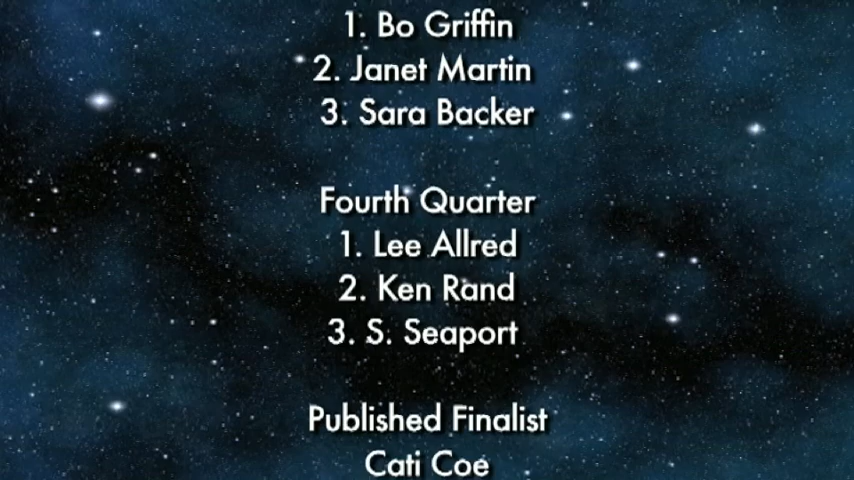 1. Bo Griffin
2. Janet Martin
3. Sara Backer
Fourth Quarter
1. Lee Allred
2. Ken Rand
3. S. Seaport
Published Finalist
Cati Coe